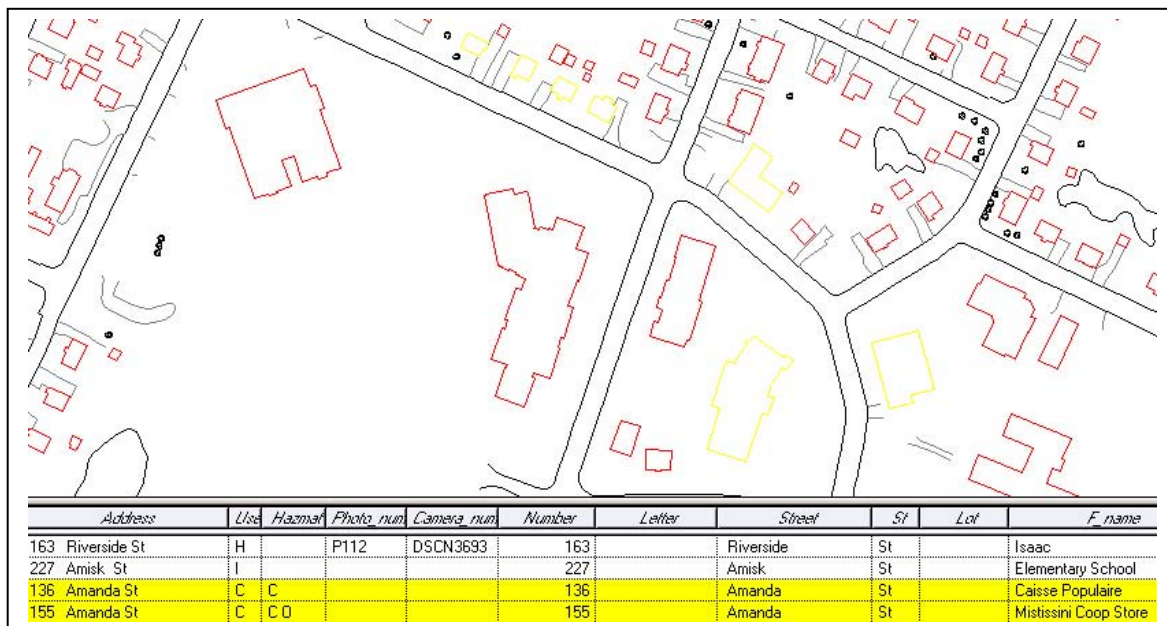 Address Use Hazmat Photo_num Camera_num Number Letter Street St Lot F_name
163 Riverside St H P112 DSCN3693 163 Riverside St Isaac
227 Amisk St I 227 Amisk St Elementary School
136 Amanda St C C 136 Amanda St Caisse Populaire
155 Amanda St C C O 155 Amanda St Mistissini Coop Store